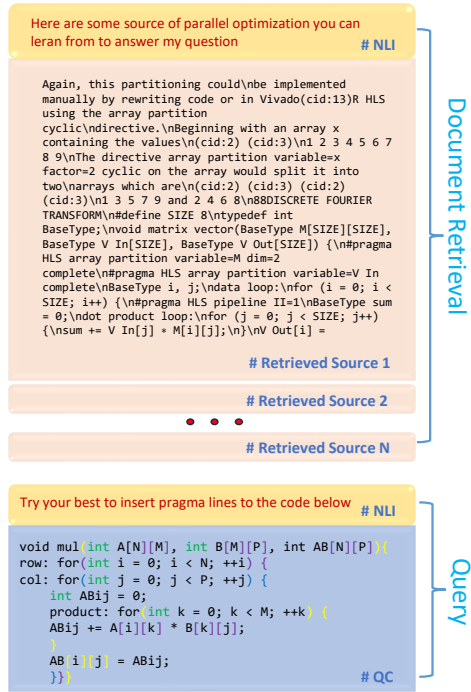 Here are some source of parallel optimization you can
leran from to answer my question
# NLI
Again, this partitioning could\nbe implemented
manually by rewriting code or in Vivado(cid:13)R HLS
using the array partition
cyclic\ndirective.\nBeginning with an array x
containing the values\n(cid:2) (cid:3)\n1 2 3 4 5 6 7
8 9\nThe directive array partition variable=x
factor=2 cyclic on the array would split it into
two\narrays which are\n(cid:2) (cid:3) (cid:2)
(cid:3)\n1 3 5 7 9 and 2 4 6 8\n88DISCRETE FOURIER
TRANSFORM\n#define SIZE 8\ntypedef int
BaseType;\nvoid matrix vector(BaseType M[SIZE][SIZE],
BaseType V In[SIZE], BaseType V Out[SIZE]) {\n#pragma
HLS array partition variable=M dim=2
complete\n#pragma HLS array partition variable=V In
complete\nBaseType i, j;\ndata loop:\nfor (i = 0; i <
SIZE; i++) {\n#pragma HLS pipeline II=1\nBaseType sum
= 0;\ndot product loop:\nfor (j = 0; j < SIZE; j++)
{\nsum += V In[j] * M[i][j];\n}\nV Out[i] =
# Retrieved Source 1
# Retrieved Source 2
# Retrieved Source N
Document Retrieval
Try your best to insert pragma lines to the code below
# NLI
void mul(int A[N][M], int B[M][P], int AB[N][P]){
row: for(int i = 0; i < N; ++i) {
col: for(int j = 0; j < P; ++j) {
int ABij = 0;
product: for(int k = 0; k < M; ++k) {
ABij += A[i][k] * B[k][j];
}
AB[i][j] = ABij;
}}}
# QC
Query